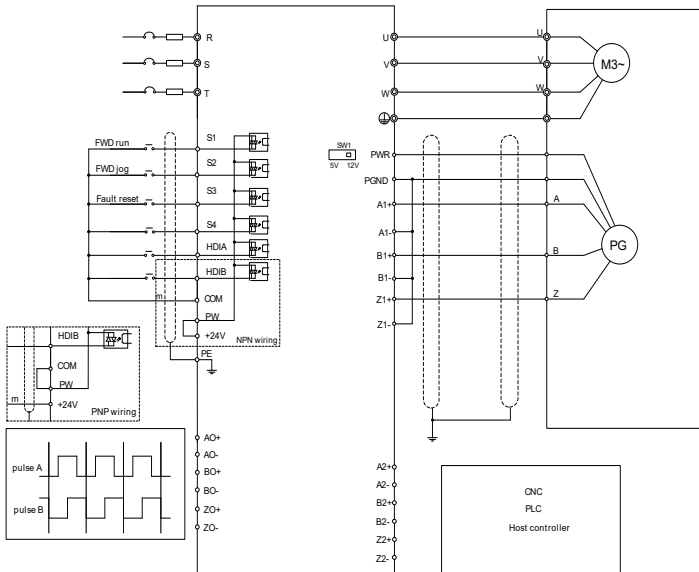 R
S
T
U
V
W
U
V
W
M3~
FWD run
FWD jog
Fault reset
S1
S2
S3
S4
HDIA
HDIB
COM
PW
+24V
PE
m
NPN wiring
SW1
5V 12V
PWR
PGND
A1+
A1-
B1+
B1-
Z1+
Z1-
A
B
Z
PG
HDIB
COM
PW
+24V
m
PNP wiring
pulse A
pulse B
AO+
AO-
BO+
BO-
ZO+
ZO-
A2+
A2-
B2+
B2-
Z2+
Z2-
CNC
PLC
Host controller